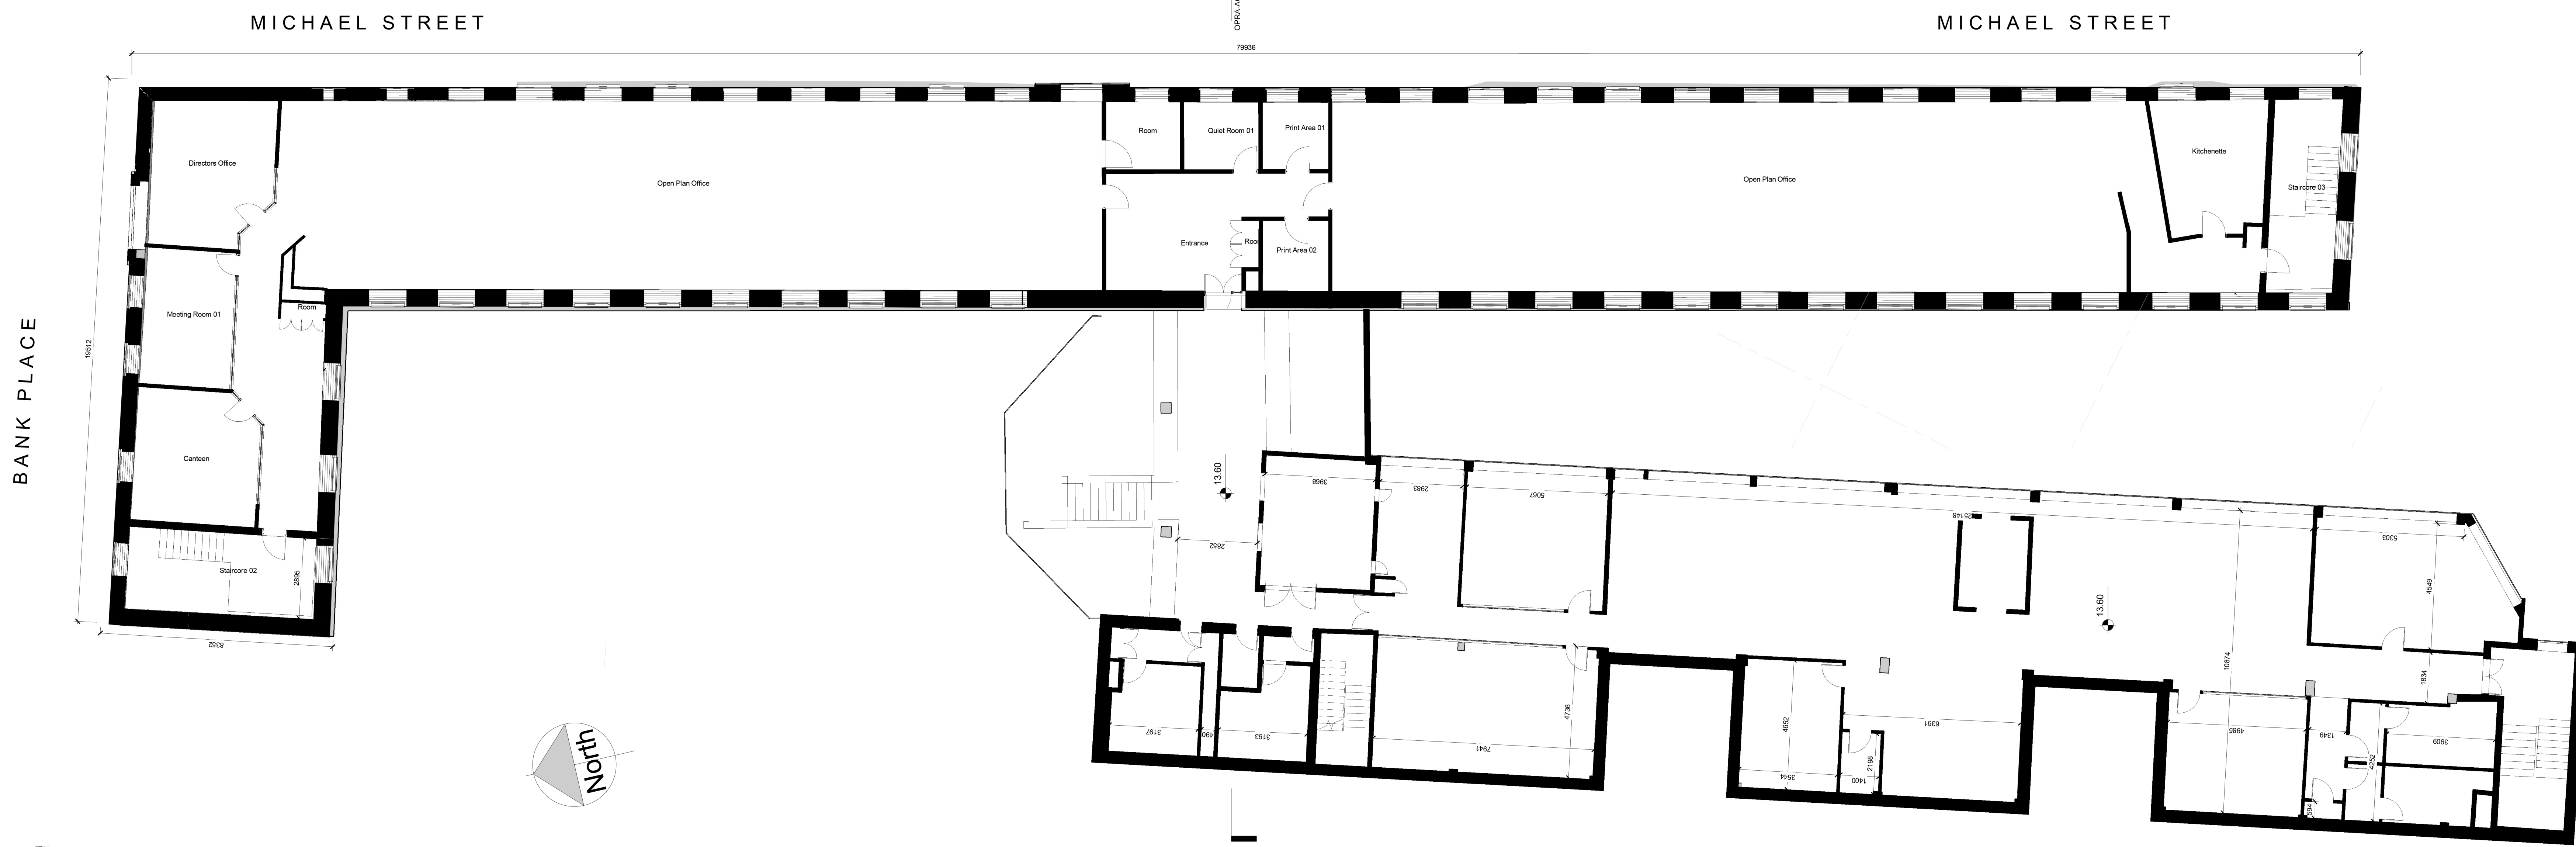 MICHAEL STREET
MICHAEL STREET
79936
BANK PLACE
19512
8352
Directors Office
Open Plan Office
Room
Quiet Room 01
Print Area 01
Open Plan Office
Kitchenette
Staircore 03
Entrance
Print Area 02
Meeting Room 01
Room
Canteen
Staircore 02
2895
13.60
3968
2983
5067
25148
2852
5303
4549
13.60
10874
1834
3197
490
3193
7941
4736
4652
3544
1400
2198
6391
4985
1349
4252
3909
North